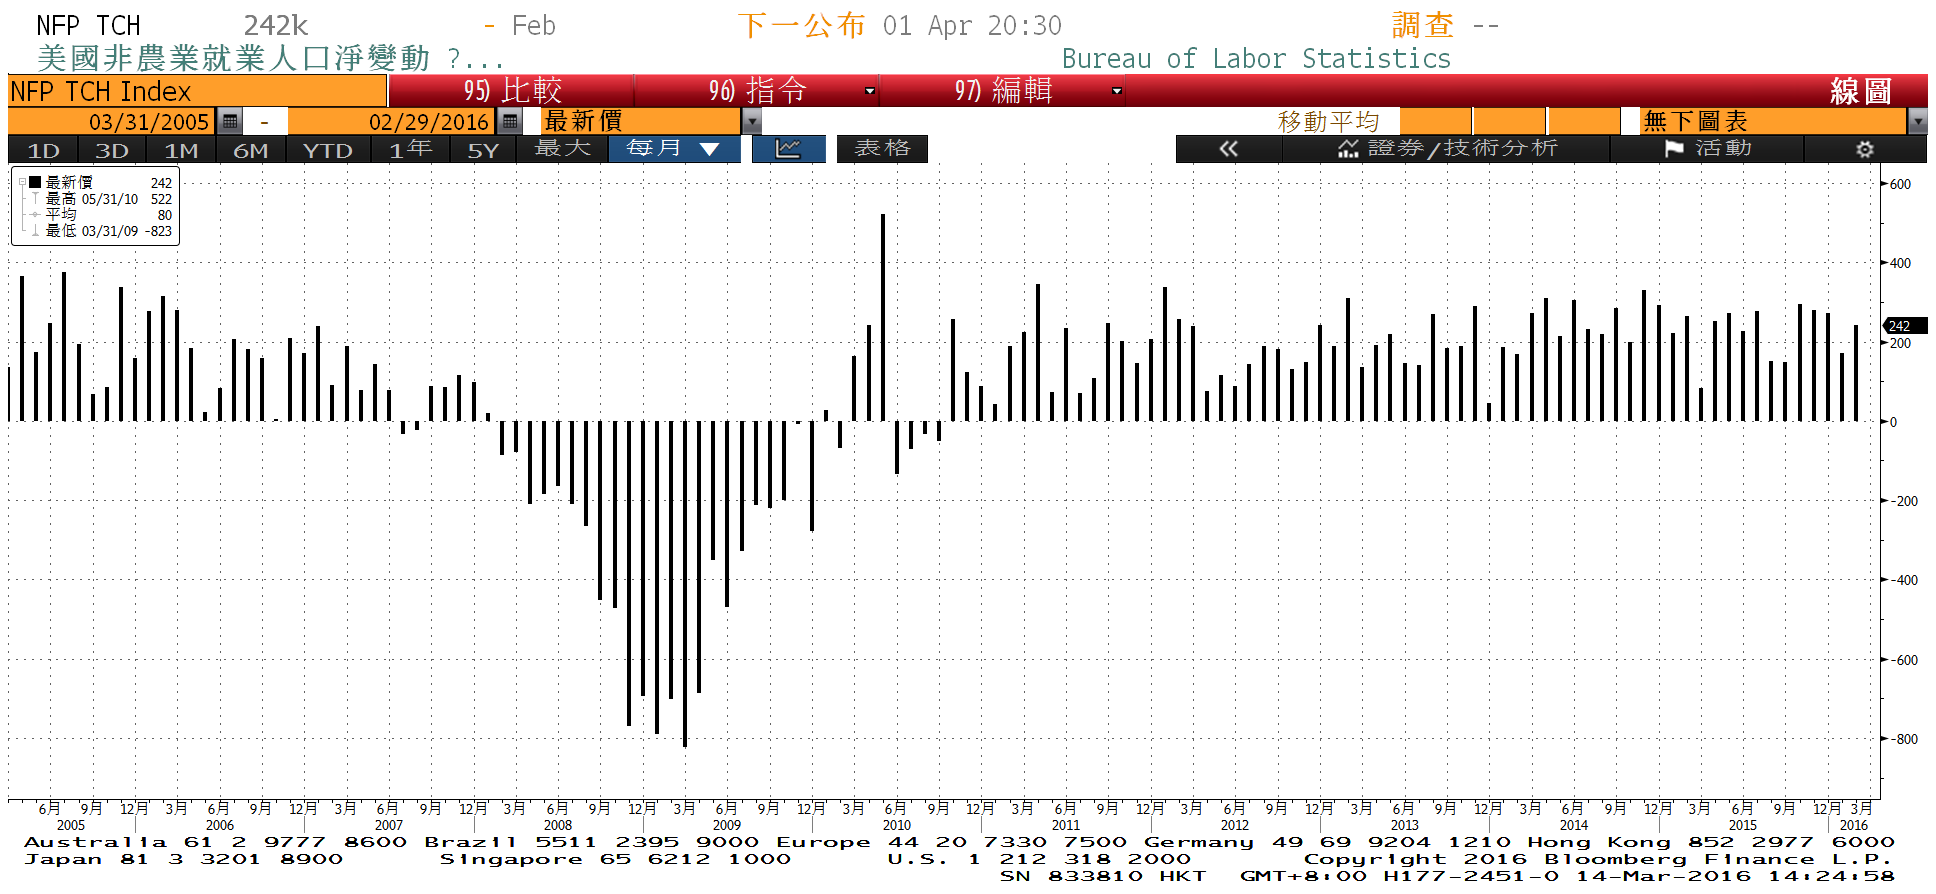 NFP TCH 242k - Feb 下一公布 01 Apr 20:30 調查 --
美國非農業就業人口淨變動 ?... Bureau of Labor Statistics
NFP TCH Index 95) 比較 96) 指令 97) 編輯 線圖
03/31/2005 - 02/29/2016 最新價 移動平均 無下圖表
1D 3D 1M 6M YTD 1年 5Y 最大 每月 ▼ 表格 « 證券/技術分析 活動
最新價 242
最高 05/31/10 522
平均 80
最低 03/31/09 -823
600
400
242
200
0
-200
-400
-600
-800
6月 9月 12月 3月 6月 9月 12月 3月 6月 9月 12月 3月 6月 9月 12月 3月 6月 9月 12月 3月 6月 9月 12月 3月 6月 9月 12月 3月 6月 9月 12月 3月 6月 9月 12月 3月 6月 9月 12月 3月 6月 9月 12月 3月
2005 2006 2007 2008 2009 2010 2011 2012 2013 2014 2015 2016
Australia 61 2 9777 8600 Brazil 5511 2395 9000 Europe 44 20 7330 7500 Germany 49 69 9204 1210 Hong Kong 852 2977 6000
Japan 81 3 3201 8900 Singapore 65 6212 1000 U.S. 1 212 318 2000 Copyright 2016 Bloomberg Finance L.P.
SN 833810 HKT GMT+8:00 H177-2451-0 14-Mar-2016 14:24:58